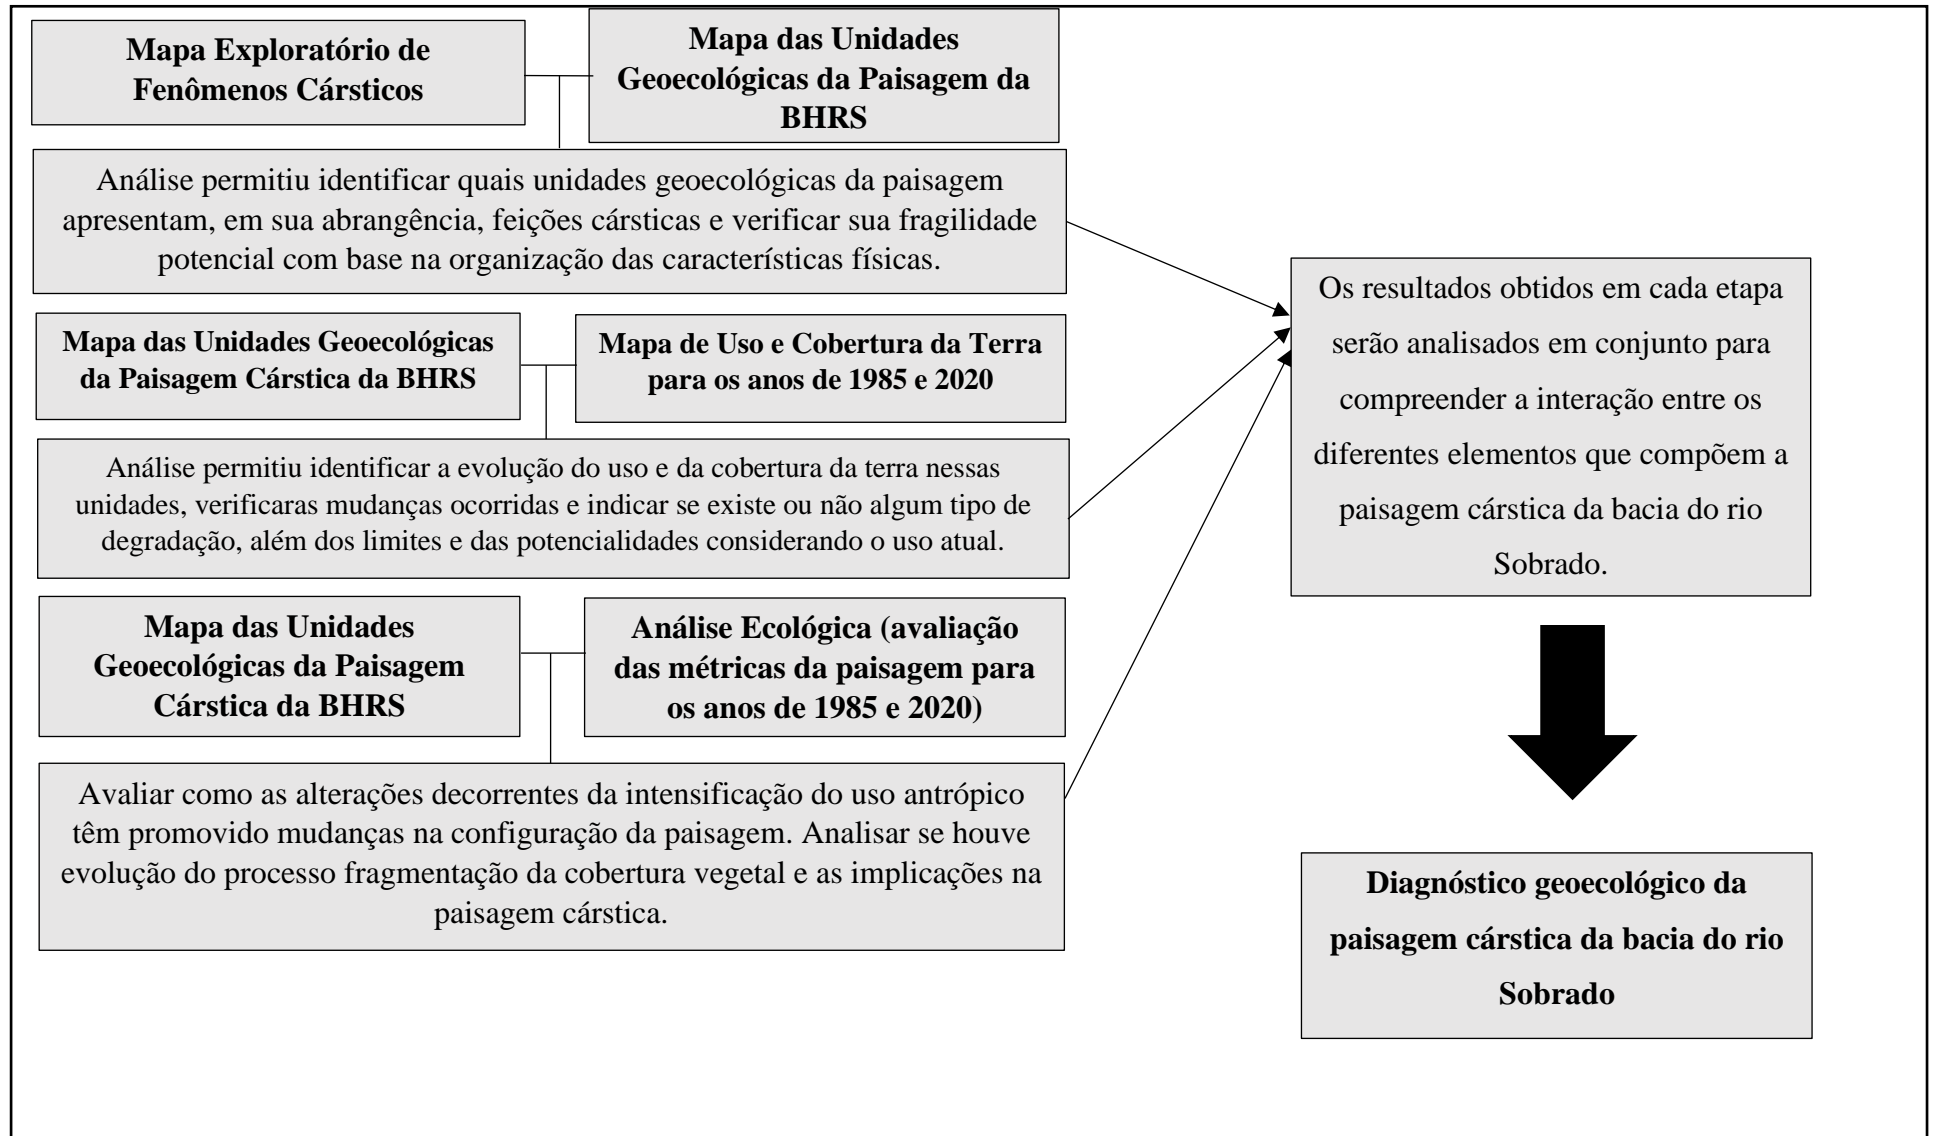 Mapa Exploratório de
Fenômenos Cársticos
Mapa das Unidades
Geoecológicas da Paisagem da
BHRS
Análise permitiu identificar quais unidades geoecológicas da paisagem
apresentam, em sua abrangência, feições cársticas e verificar sua fragilidade
potencial com base na organização das características físicas.
Mapa das Unidades Geoecológicas
da Paisagem Cárstica da BHRS
Mapa de Uso e Cobertura da Terra
para os anos de 1985 e 2020
Análise permitiu identificar a evolução do uso e da cobertura da terra nessas
unidades, verificaras mudanças ocorridas e indicar se existe ou não algum tipo de
degradação, além dos limites e das potencialidades considerando o uso atual.
Mapa das Unidades
Geoecológicas da Paisagem
Cárstica da BHRS
Análise Ecológica (avaliação
das métricas da paisagem para
os anos de 1985 e 2020)
Avaliar como as alterações decorrentes da intensificação do uso antrópico
têm promovido mudanças na configuração da paisagem. Analisar se houve
evolução do processo fragmentação da cobertura vegetal e as implicações na
paisagem cárstica.
Os resultados obtidos em cada etapa
serão analisados em conjunto para
compreender a interação entre os
diferentes elementos que compõem a
paisagem cárstica da bacia do rio
Sobrado.
Diagnóstico geoecológico da
paisagem cárstica da bacia do rio
Sobrado